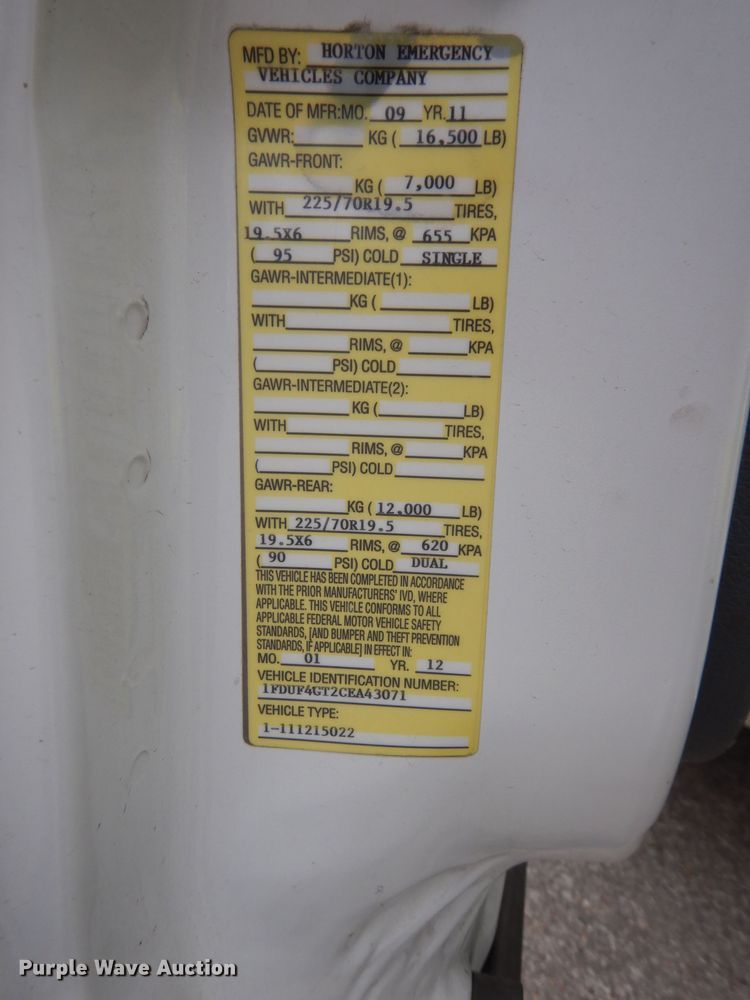 MFD BY: HORTON EMERGENCY
VEHICLES COMPANY
DATE OF MFR:MO. 09 YR.11
GVWR: KG ( 16,500 LB)
GAWR-FRONT:
KG ( 7,000 LB)
WITH 225/70R19.5 TIRES,
19.5X6 RIMS, @ 655 KPA
( 95 PSI) COLD SINGLE
GAWR-INTERMEDIATE(1):
KG ( LB)
WITH TIRES,
RIMS, @ KPA
( PSI) COLD
GAWR-INTERMEDIATE(2):
KG ( LB)
WITH TIRES,
RIMS, @ KPA
( PSI) COLD
GAWR-REAR:
KG ( 12,000 LB)
WITH 225/70R19.5 TIRES,
19.5X6 RIMS, @ 620 KPA
( 90 PSI) COLD DUAL
THIS VEHICLE HAS BEEN COMPLETED IN ACCORDANCE
WITH THE PRIOR MANUFACTURERS' IVD, WHERE
APPLICABLE. THIS VEHICLE CONFORMS TO ALL
APPLICABLE FEDERAL MOTOR VEHICLE SAFETY
STANDARDS, [AND BUMPER AND THEFT PREVENTION
STANDARDS, IF APPLICABLE] IN EFFECT IN:
MO. 01 YR. 12
VEHICLE IDENTIFICATION NUMBER:
1FDUF4GT2CEA43071
VEHICLE TYPE:
1-111215022
Purple Wave Auction